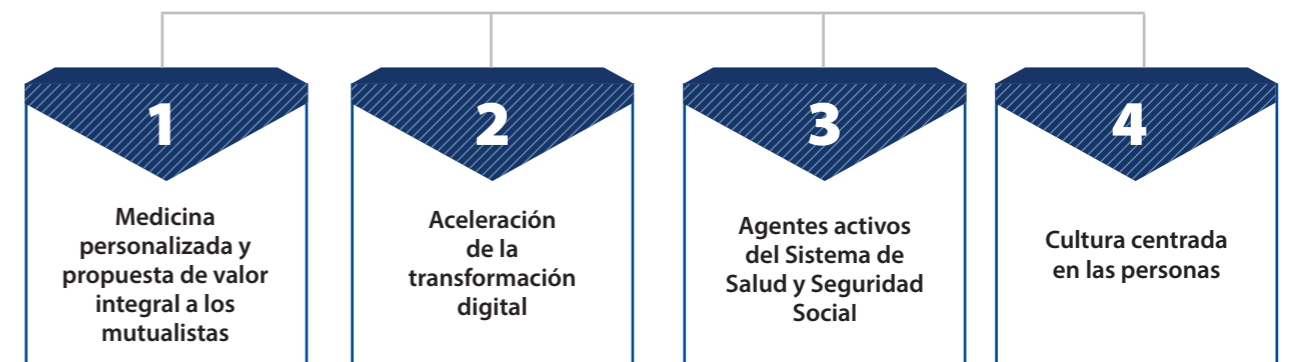 1
Medicina
personalizada y
propuesta de valor
integral a los
mutualistas
2
Aceleración
de la
transformación
digital
3
Agentes activos
del Sistema de
Salud y Seguridad
Social
4
Cultura centrada
en las personas